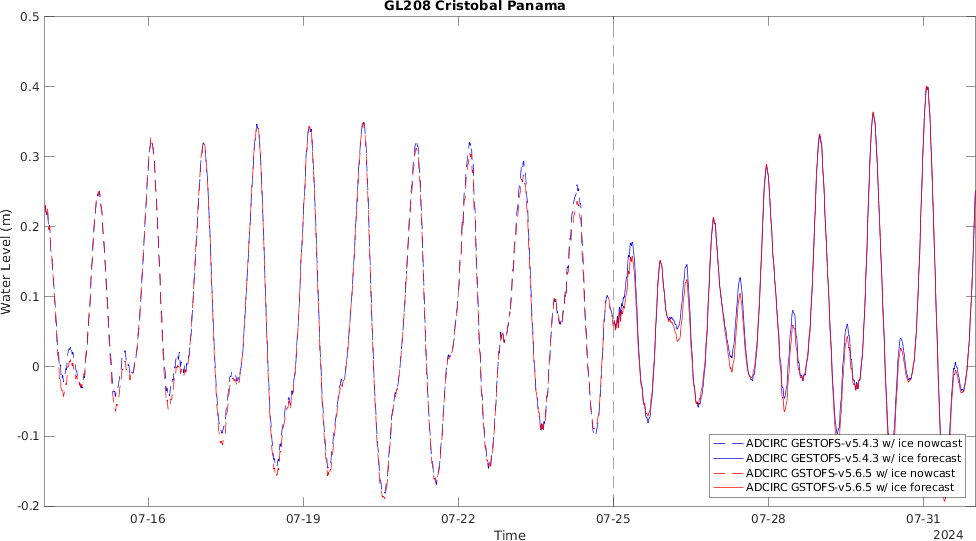 GL208 Cristobal Panama
0.5
0.4
0.3
0.2
0.1
0
-0.1
-0.2
Water Level (m)
07-16
07-19
07-22
07-25
07-28
07-31
Time
2024
ADCIRC GESTOFS-v5.4.3 w/ ice nowcast
ADCIRC GESTOFS-v5.4.3 w/ ice forecast
ADCIRC GSTOFS-v5.6.5 w/ ice nowcast
ADCIRC GSTOFS-v5.6.5 w/ ice forecast